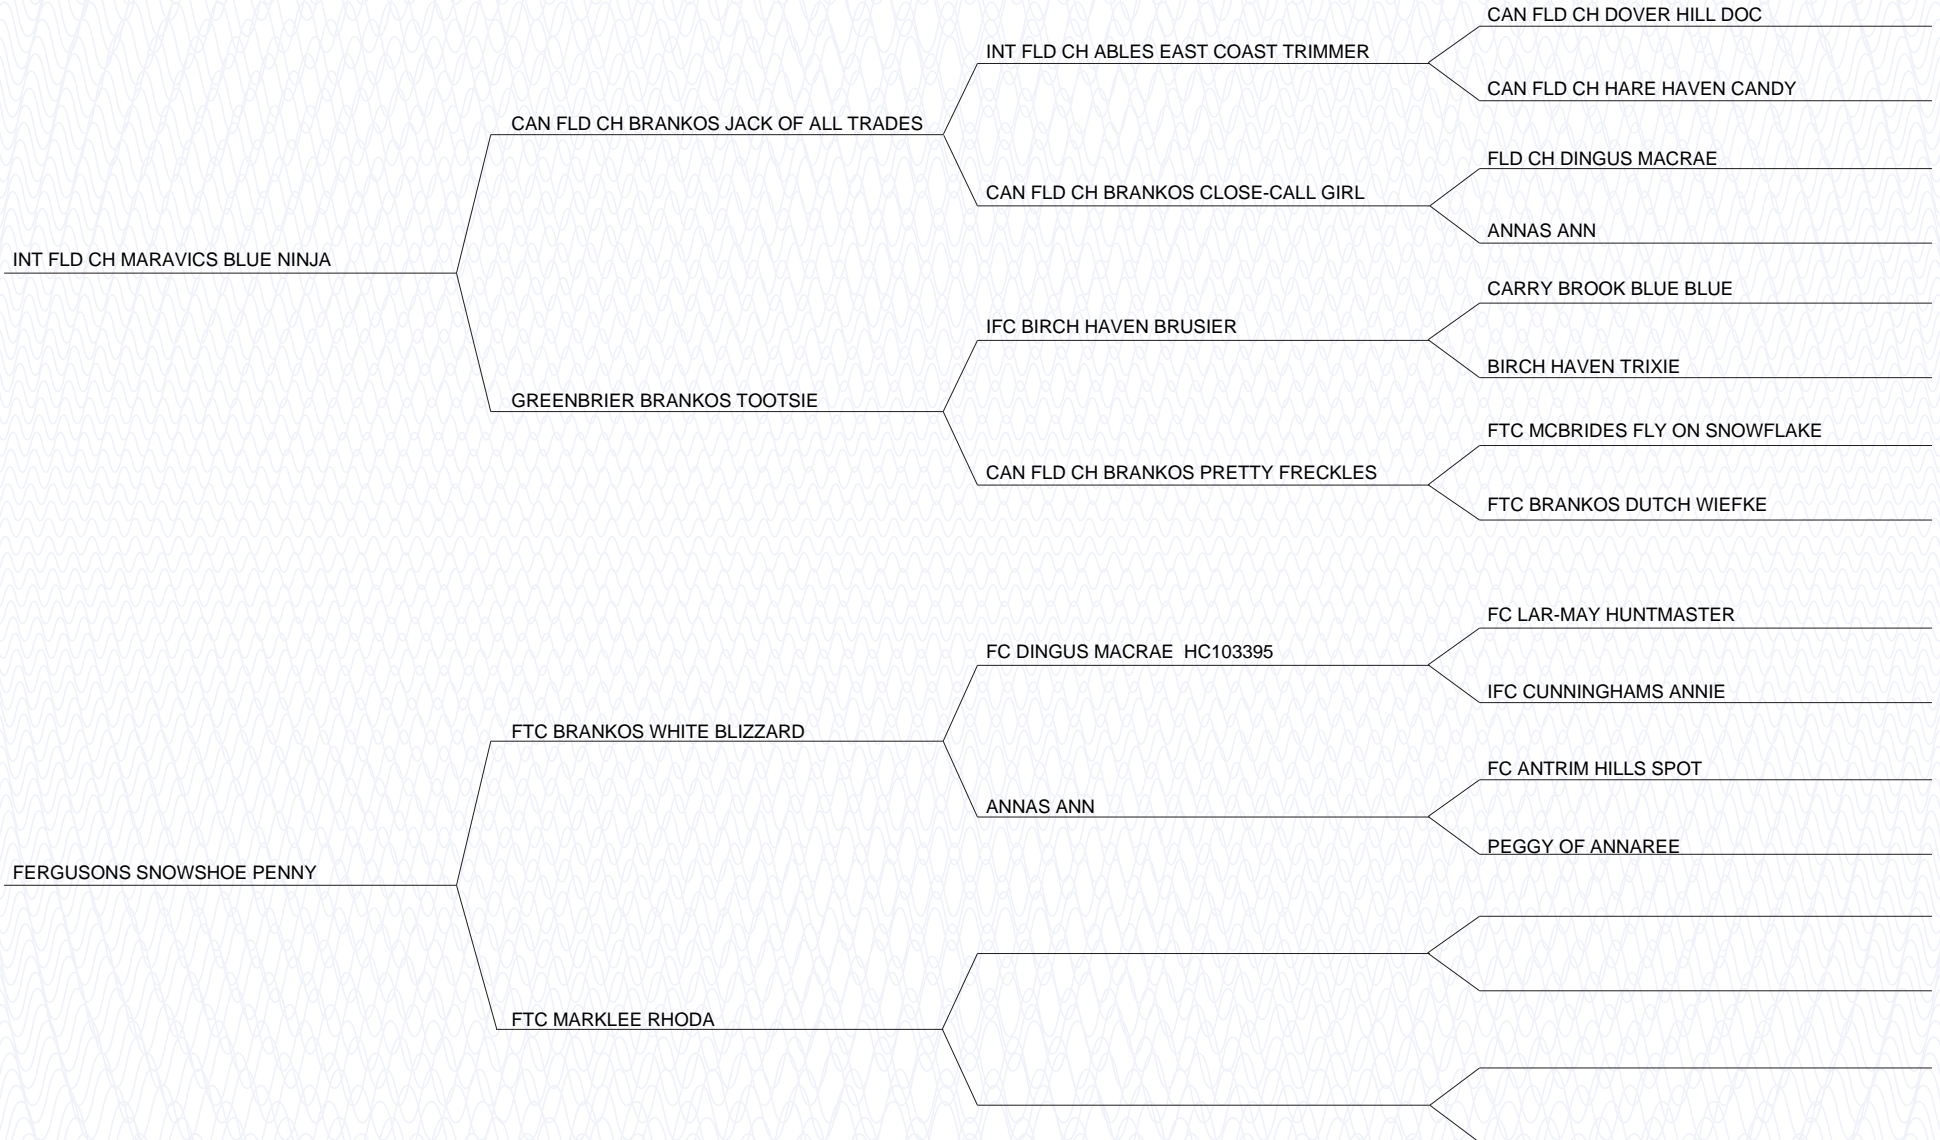 CAN FLD CH DOVER HILL DOC
INT FLD CH ABLES EAST COAST TRIMMER
CAN FLD CH HARE HAVEN CANDY
CAN FLD CH BRANKOS JACK OF ALL TRADES
FLD CH DINGUS MACRAE
CAN FLD CH BRANKOS CLOSE-CALL GIRL
ANNAS ANN
INT FLD CH MARAVICS BLUE NINJA
CARRY BROOK BLUE BLUE
IFC BIRCH HAVEN BRUSIER
BIRCH HAVEN TRIXIE
GREENBRIER BRANKOS TOOTSIE
FTC MCBRIDES FLY ON SNOWFLAKE
CAN FLD CH BRANKOS PRETTY FRECKLES
FTC BRANKOS DUTCH WIEFKE
FC LAR-MAY HUNTMASTER
FC DINGUS MACRAE  HC103395
IFC CUNNINGHAMS ANNIE
FTC BRANKOS WHITE BLIZZARD
FC ANTRIM HILLS SPOT
ANNAS ANN
PEGGY OF ANNAREE
FERGUSONS SNOWSHOE PENNY
FTC MARKLEE RHODA